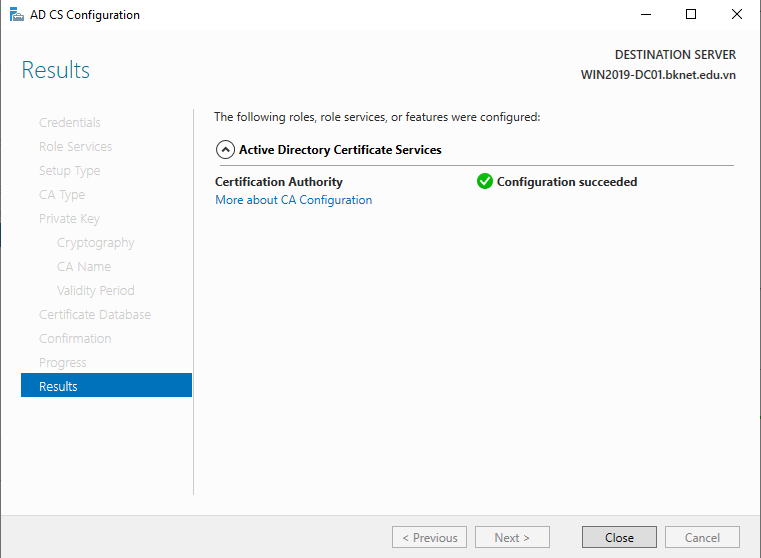 AD CS Configuration
Results
DESTINATION SERVER
WIN2019-DC01.bknet.edu.vn
Credentials
Role Services
Setup Type
CA Type
Private Key
Cryptography
CA Name
Validity Period
Certificate Database
Confirmation
Progress
Results
The following roles, role services, or features were configured:
Active Directory Certificate Services
Certification Authority Configuration succeeded
More about CA Configuration
< Previous Next > Close Cancel